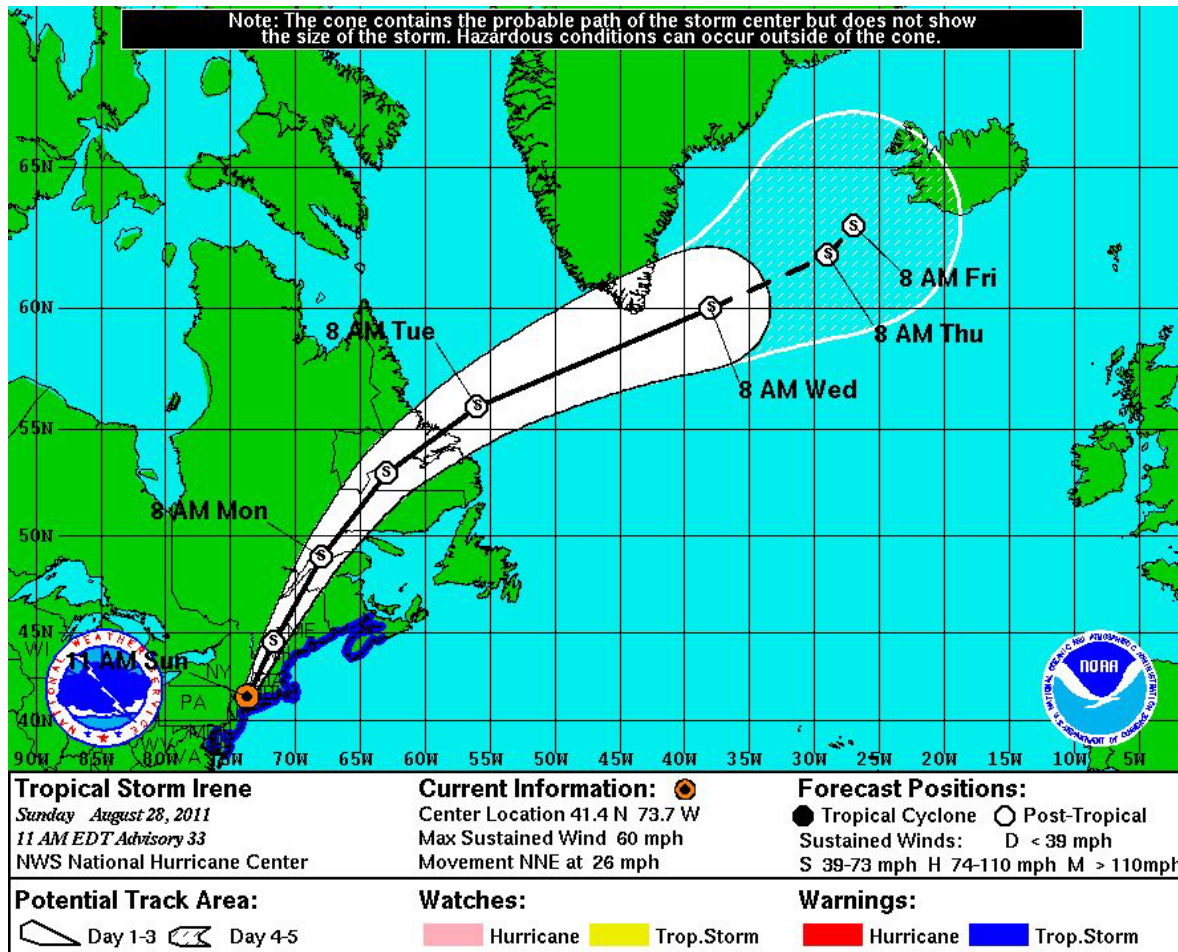 Note: The cone contains the probable path of the storm center but does not show
the size of the storm. Hazardous conditions can occur outside of the cone.
65N
8 AM Fri
60N
8 AM Tue
8 AM Thu
8 AM Wed
55N
8 AM Mon
50N
45N
ME
WI
11 AM Sun
NY
PA
NATIONAL WEATHER SERVICE
NOAA
40N
VA
90W 85W 80W 75W 70W 65W 60W 55W 50W 45W 40W 35W 30W 25W 20W 15W 10W 5W
Tropical Storm Irene
Sunday August 28, 2011
11 AM EDT Advisory 33
NWS National Hurricane Center
Current Information:
Center Location 41.4 N 73.7 W
Max Sustained Wind 60 mph
Movement NNE at 26 mph
Forecast Positions:
Tropical Cyclone Post-Tropical
Sustained Winds: D < 39 mph
S 39-73 mph H 74-110 mph M > 110mph
Potential Track Area:
Day 1-3 Day 4-5
Watches:
Hurricane Trop.Storm
Warnings:
Hurricane Trop.Storm